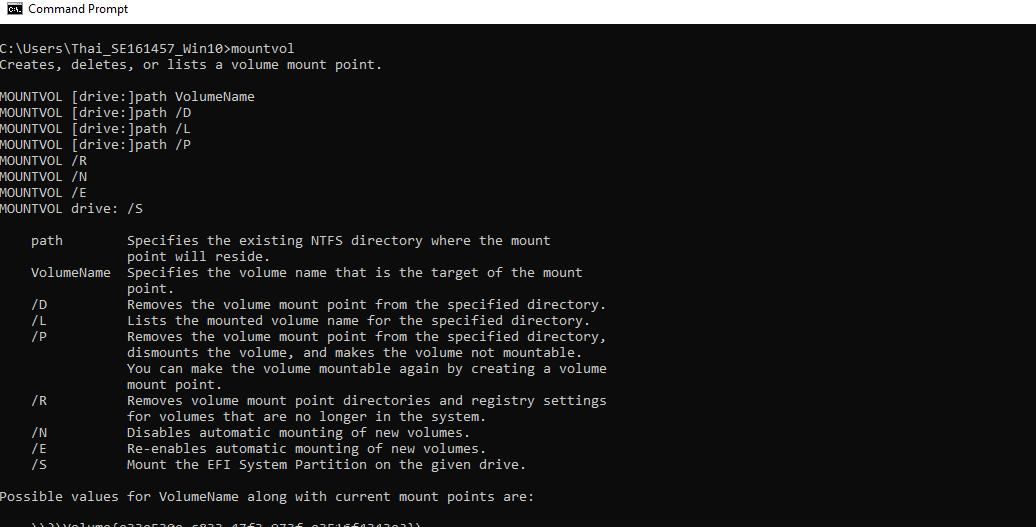 Command Prompt
C:\Users\Thai_SE161457_Win10>mountvol
Creates, deletes, or lists a volume mount point.
MOUNTVOL [drive:]path VolumeName
MOUNTVOL [drive:]path /D
MOUNTVOL [drive:]path /L
MOUNTVOL [drive:]path /P
MOUNTVOL /R
MOUNTVOL /N
MOUNTVOL /E
MOUNTVOL drive: /S
path Specifies the existing NTFS directory where the mount
point will reside.
VolumeName Specifies the volume name that is the target of the mount
point.
/D Removes the volume mount point from the specified directory.
/L Lists the mounted volume name for the specified directory.
/P Removes the volume mount point from the specified directory,
dismounts the volume, and makes the volume not mountable.
You can make the volume mountable again by creating a volume
mount point.
/R Removes volume mount point directories and registry settings
for volumes that are no longer in the system.
/N Disables automatic mounting of new volumes.
/E Re-enables automatic mounting of new volumes.
/S Mount the EFI System Partition on the given drive.
Possible values for VolumeName along with current mount points are: